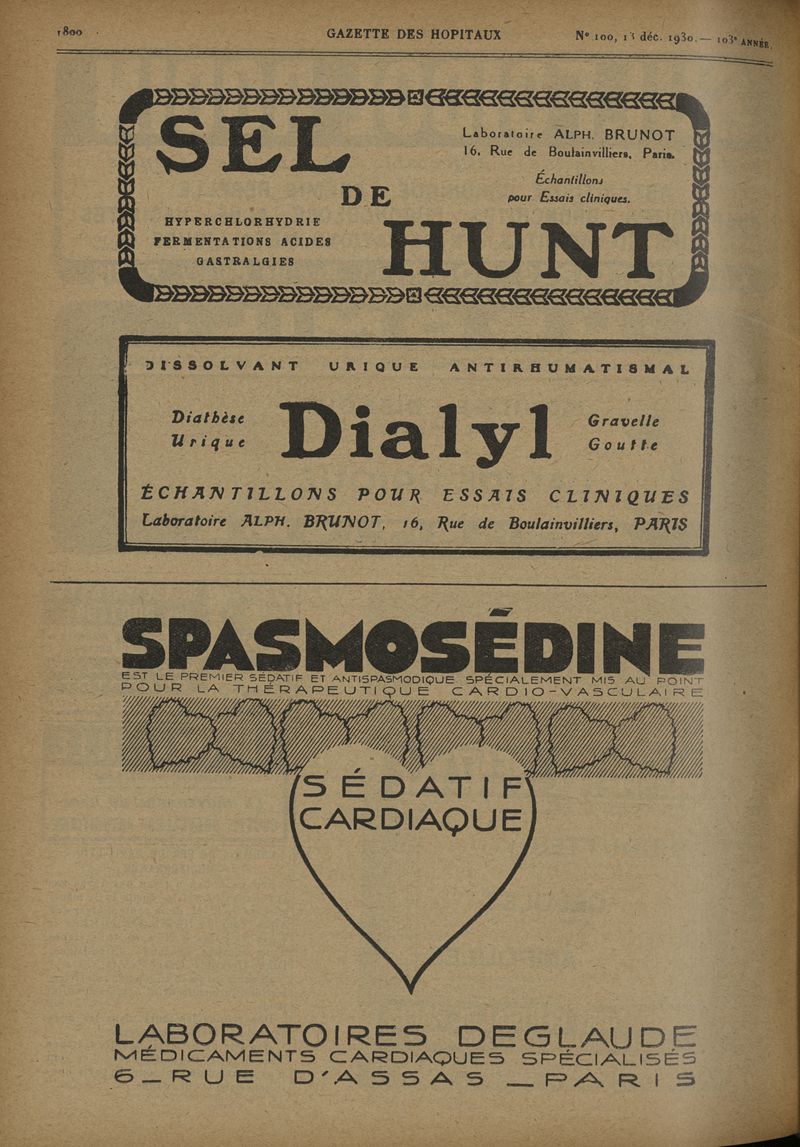 1800
GAZETTE DES HOPITAUX
N° 100, 13 déc. 1930. — 103e ANNÉE.
SEL
DE
HUNT
Laboratoire ALPH. BRUNOT
16, Rue de Boulainvilliers, Paris.
Échantillons
pour Essais cliniques.
HYPERCHLORHYDRIE
FERMENTATIONS ACIDES
GASTRALGIES
DISSOLVANT URIQUE ANTIRHUMATISMAL
Diathèse
Urique
Dialyl
Gravelle
Goutte
ÉCHANTILLONS POUR ESSAIS CLINIQUES
Laboratoire ALPH. BRUNOT, 16, Rue de Boulainvilliers, PARIS
SPASMOSÉDINE
EST LE PREMIER SÉDATIF ET ANTISPASMODIQUE SPÉCIALEMENT MIS AU POINT
POUR LA THÉRAPEUTIQUE CARDIO-VASCULAIRE
SÉDATIF
CARDIAQUE
LABORATOIRES DEGLAUDE
MÉDICAMENTS CARDIAQUES SPÉCIALISÉS
6 _ RUE D'ASSAS _ PARIS